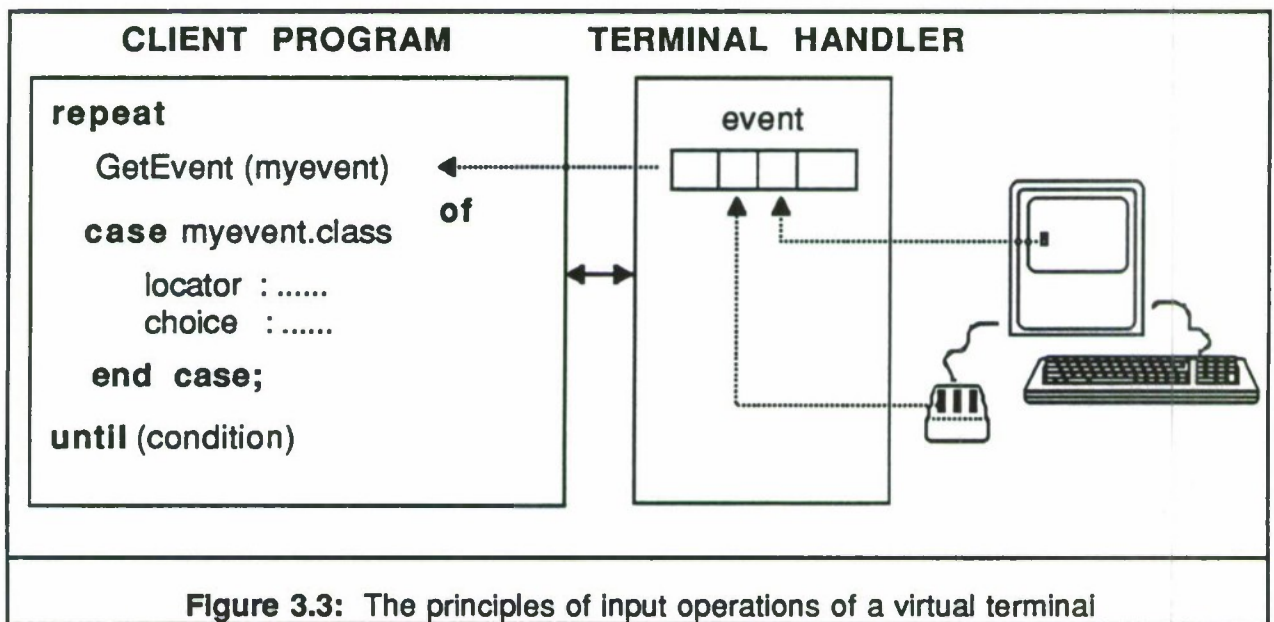 CLIENT PROGRAM TERMINAL HANDLER
repeat
event
GetEvent (myevent)
of
case myevent.class
locator : ......
choice : ......
end case;
until (condition)
Figure 3.3: The principles of input operations of a virtual terminal